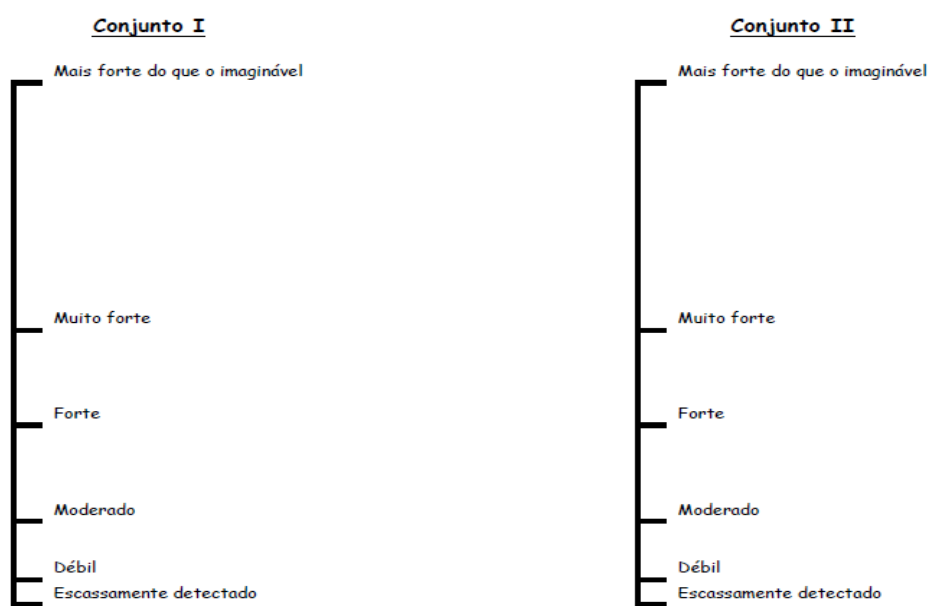 Conjunto I
Mais forte do que o imaginável
Muito forte
Forte
Moderado
Débil
Escassamente detectado
Conjunto II
Mais forte do que o imaginável
Muito forte
Forte
Moderado
Débil
Escassamente detectado